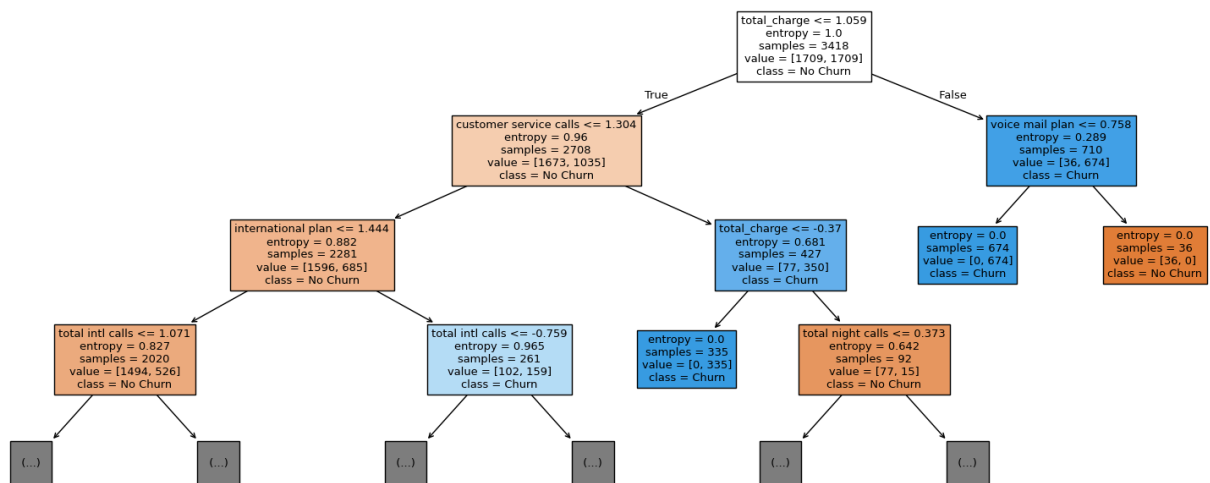 total_charge <= 1.059
entropy = 1.0
samples = 3418
value = [1709, 1709]
class = No Churn
True
False
customer service calls <= 1.304
entropy = 0.96
samples = 2708
value = [1673, 1035]
class = No Churn
voice mail plan <= 0.758
entropy = 0.289
samples = 710
value = [36, 674]
class = Churn
international plan <= 1.444
entropy = 0.882
samples = 2281
value = [1596, 685]
class = No Churn
total_charge <= -0.37
entropy = 0.681
samples = 427
value = [77, 350]
class = Churn
entropy = 0.0
samples = 674
value = [0, 674]
class = Churn
entropy = 0.0
samples = 36
value = [36, 0]
class = No Churn
total intl calls <= 1.071
entropy = 0.827
samples = 2020
value = [1494, 526]
class = No Churn
total intl calls <= -0.759
entropy = 0.965
samples = 261
value = [102, 159]
class = Churn
entropy = 0.0
samples = 335
value = [0, 335]
class = Churn
total night calls <= 0.373
entropy = 0.642
samples = 92
value = [77, 15]
class = No Churn
(...)
(...)
(...)
(...)
(...)
(...)